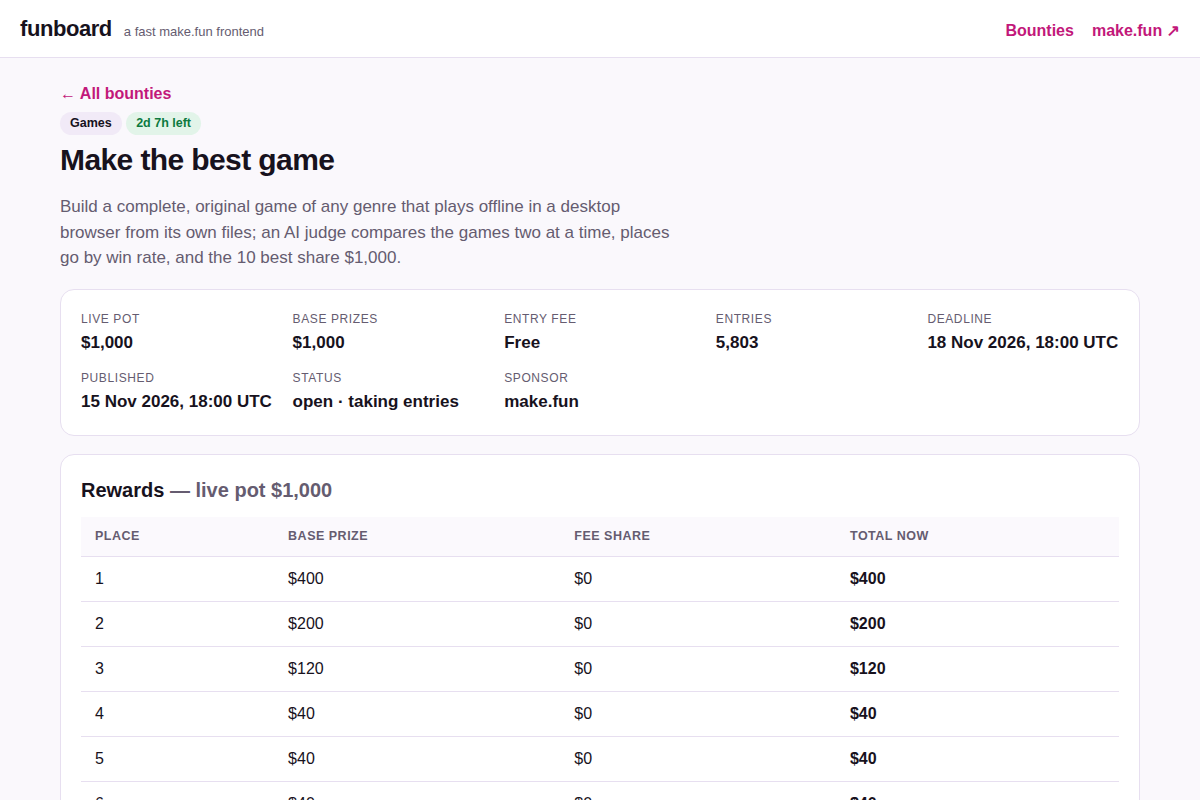 funboard a fast make.fun frontend Bounties make.fun ↗
← All bounties
Games 2d 7h left
Make the best game
Build a complete, original game of any genre that plays offline in a desktop
browser from its own files; an AI judge compares the games two at a time, places
go by win rate, and the 10 best share $1,000.
LIVE POT BASE PRIZES ENTRY FEE ENTRIES DEADLINE
$1,000 $1,000 Free 5,803 18 Nov 2026, 18:00 UTC
PUBLISHED STATUS SPONSOR
15 Nov 2026, 18:00 UTC open · taking entries make.fun
Rewards — live pot $1,000
PLACE BASE PRIZE FEE SHARE TOTAL NOW
1 $400 $0 $400
2 $200 $0 $200
3 $120 $0 $120
4 $40 $0 $40
5 $40 $0 $40